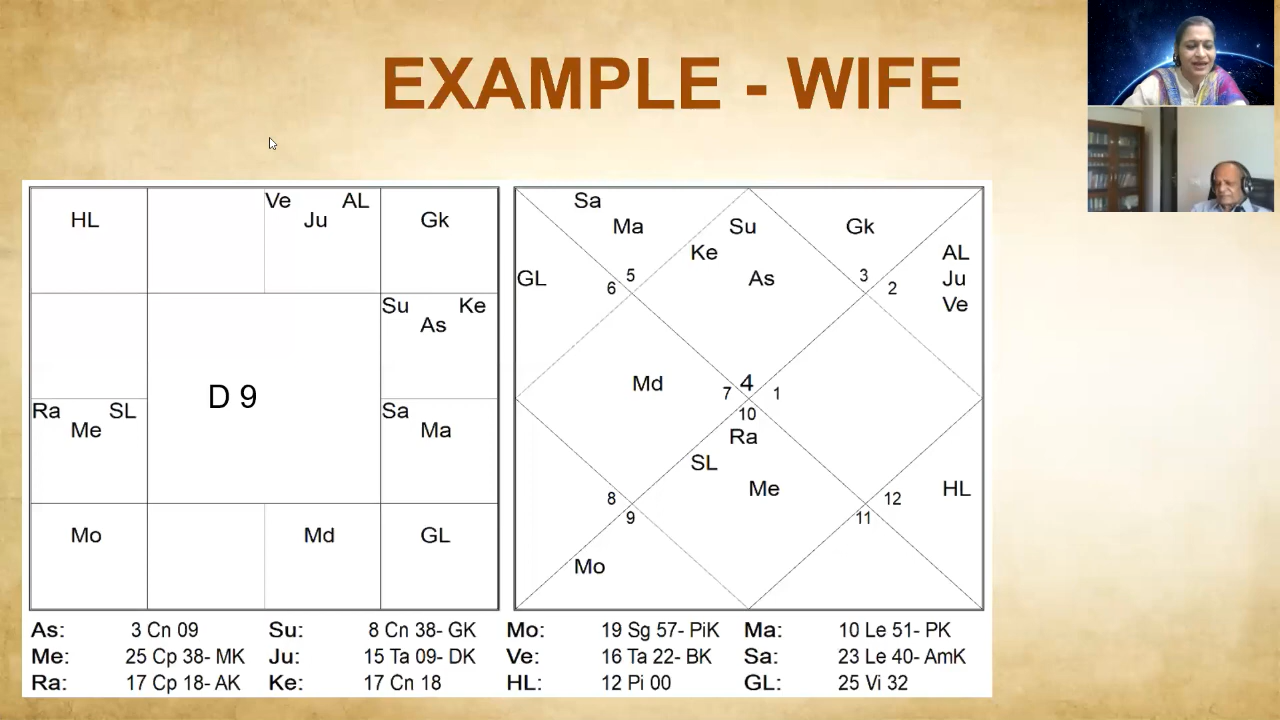 EXAMPLE - WIFE
HL
Ve AL
Ju
Gk
Su Ke
As
D 9
Ra SL
Me
Sa
Ma
Mo
Md
GL
Sa
Ma
Su
Ke
As
Gk
AL
Ju
Ve
GL
5
6
3
2
Md
7
4
1
10
Ra
SL
Me
8
9
12
11
HL
Mo
As: 3 Cn 09 Su: 8 Cn 38- GK Mo: 19 Sg 57- PiK Ma: 10 Le 51- PK
Me: 25 Cp 38- MK Ju: 15 Ta 09- DK Ve: 16 Ta 22- BK Sa: 23 Le 40- AmK
Ra: 17 Cp 18- AK Ke: 17 Cn 18 HL: 12 Pi 00 GL: 25 Vi 32